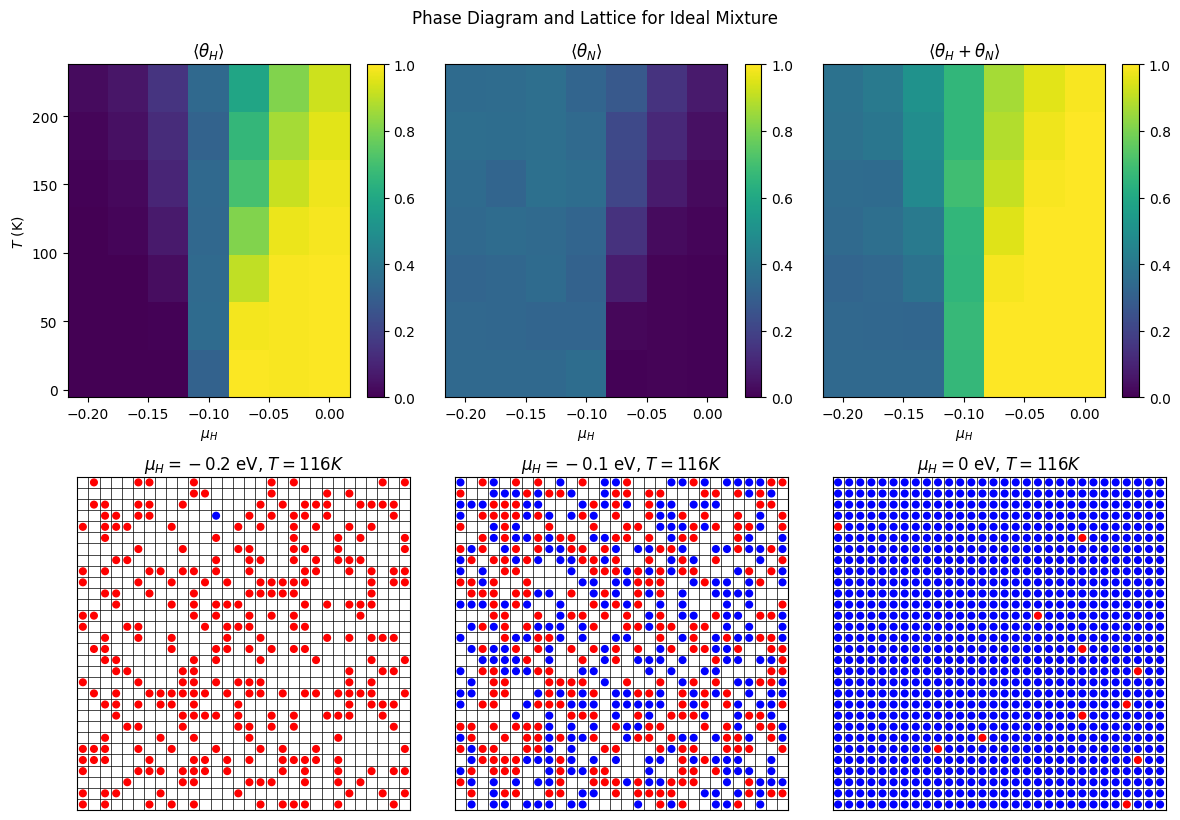 Phase Diagram and Lattice for Ideal Mixture
⟨θ_H⟩
⟨θ_N⟩
⟨θ_H + θ_N⟩
T (K)
200
150
100
50
0
−0.20 −0.15 −0.10 −0.05 0.00
μ_H
1.0
0.8
0.6
0.4
0.2
0.0
−0.20 −0.15 −0.10 −0.05 0.00
μ_H
1.0
0.8
0.6
0.4
0.2
0.0
−0.20 −0.15 −0.10 −0.05 0.00
μ_H
1.0
0.8
0.6
0.4
0.2
0.0
μ_H = −0.2 eV, T = 116K
μ_H = −0.1 eV, T = 116K
μ_H = 0 eV, T = 116K